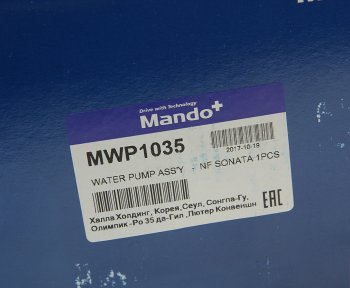 Drive with Technology
Mando+
MWP1035
2017-10-19
WATER PUMP ASS'Y - NF SONATA 1PCS
Халла Холдинг, Корея,Сеул, Сонгпа-Гу,
Олимпик -Ро 35 да-Гил ,Лютер Конвеншн
EAC